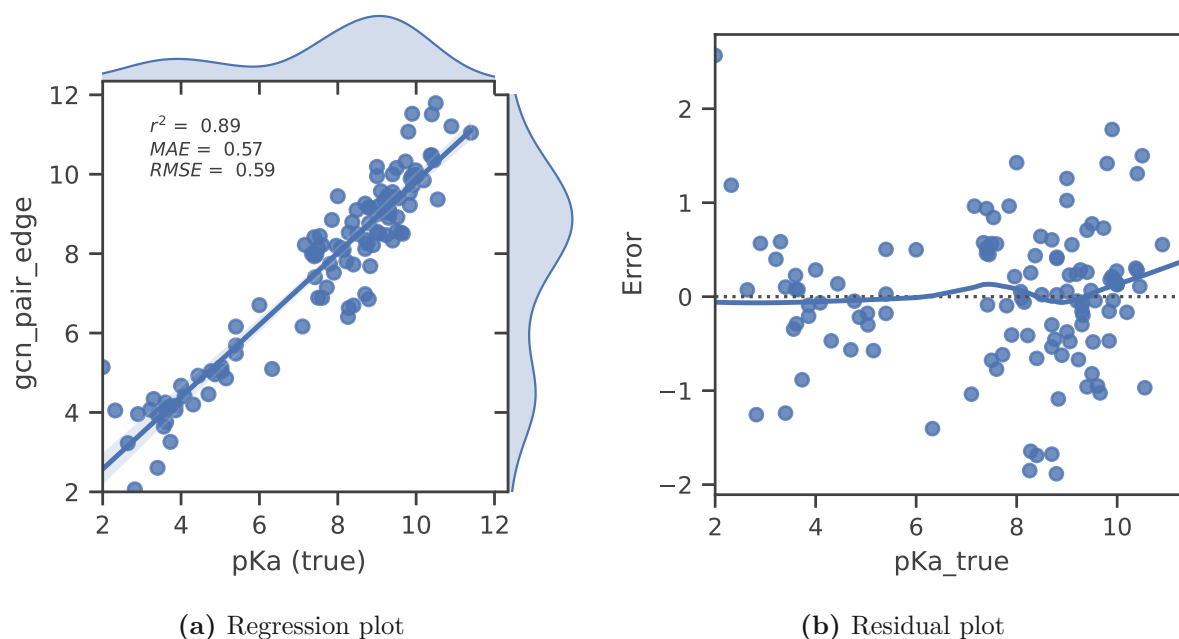 12
10
8
6
4
2
gcn_pair_edge
r² = 0.89
MAE = 0.57
RMSE = 0.59
2 4 6 8 10 12
pKa (true)
(a) Regression plot
2
1
0
−1
−2
Error
2 4 6 8 10
pKa_true
(b) Residual plot